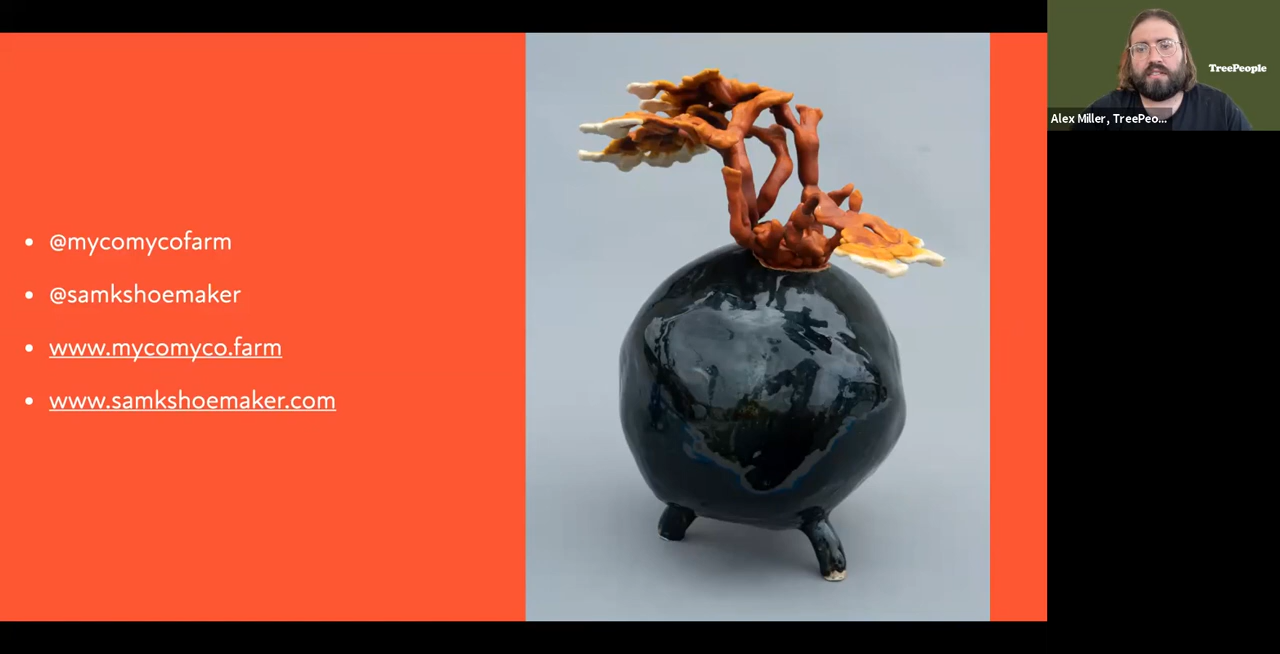 @mycomycofarm
@samkshoemaker
www.mycomyco.farm
www.samkshoemaker.com
TreePeople
Alex Miller, TreePeo...